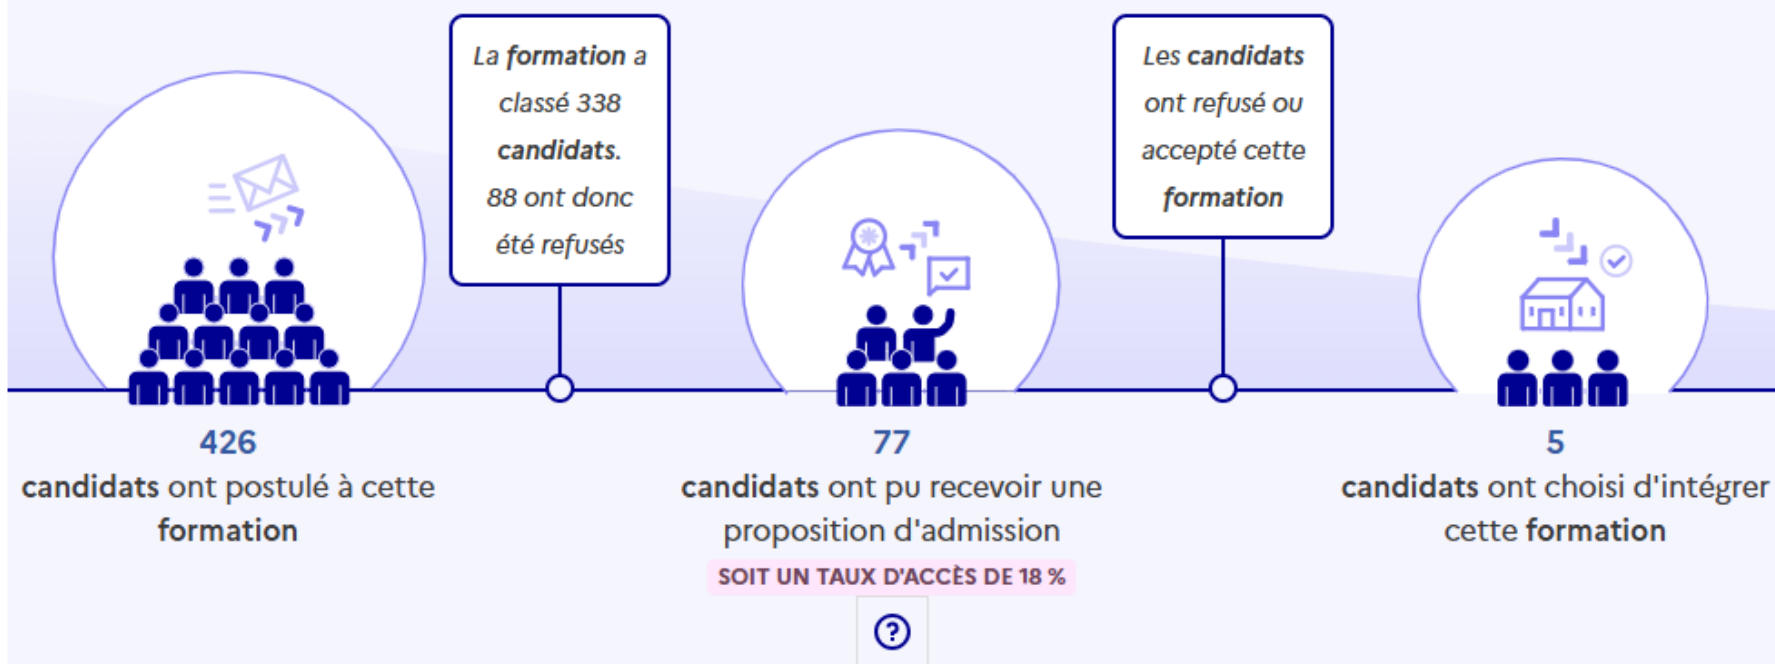 La formation a
classé 338
candidats.
88 ont donc
été refusés
Les candidats
ont refusé ou
accepté cette
formation
426
candidats ont postulé à cette
formation
77
candidats ont pu recevoir une
proposition d'admission
SOIT UN TAUX D'ACCÈS DE 18 %
?
5
candidats ont choisi d'intégrer
cette formation